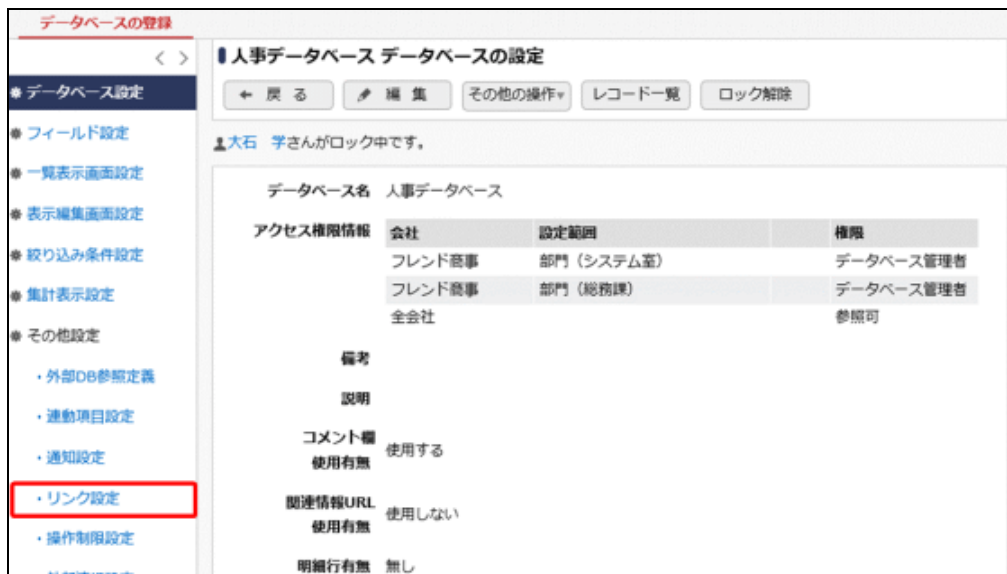 データベースの登録
< >
データベース設定
フィールド設定
一覧表示画面設定
表示編集画面設定
絞り込み条件設定
集計表示設定
その他設定
・外部DB参照定義
・連動項目設定
・通知設定
・リンク設定
・操作制限設定
人事データベース データベースの設定
← 戻 る 編 集 その他の操作▾ レコード一覧 ロック解除
大石 学さんがロック中です。
データベース名 人事データベース
アクセス権限情報 会社 設定範囲 権限
フレンド商事 部門（システム室） データベース管理者
フレンド商事 部門（総務課） データベース管理者
全会社 参照可
備考
説明
コメント欄
使用有無 使用する
関連情報URL
使用有無 使用しない
明細行有無 無し